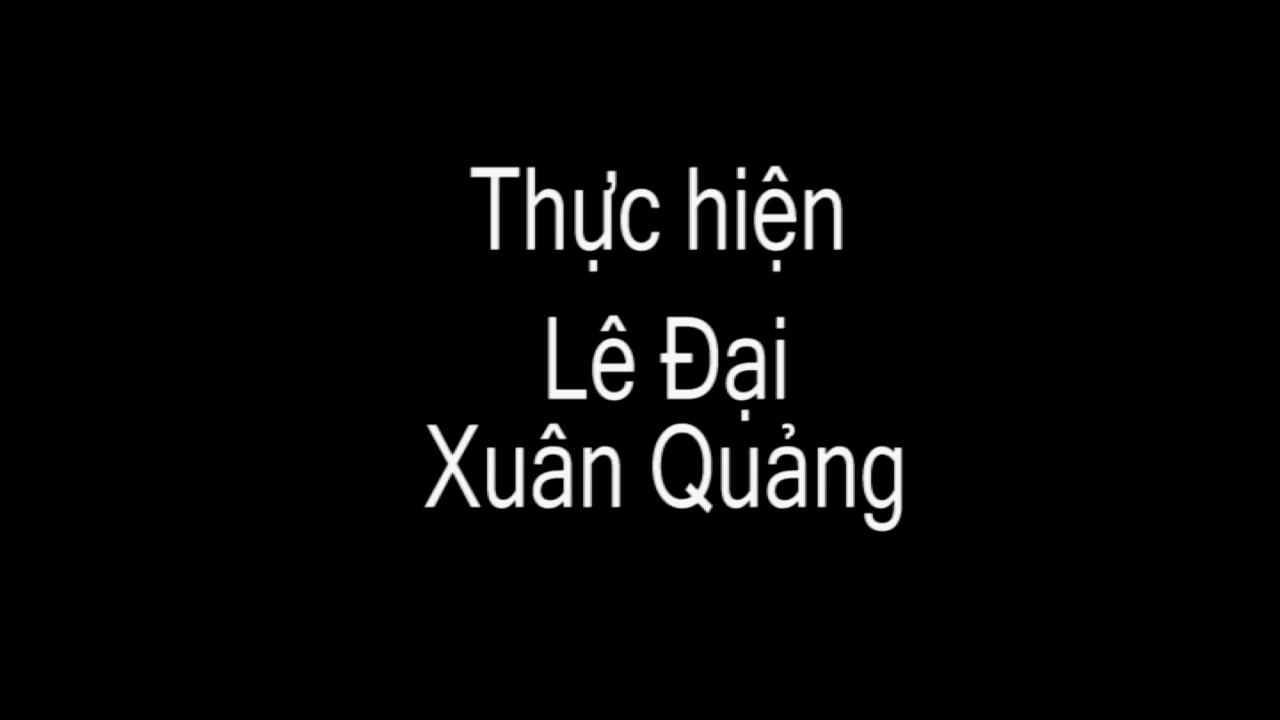 Thực hiện
Lê Đại
Xuân Quảng